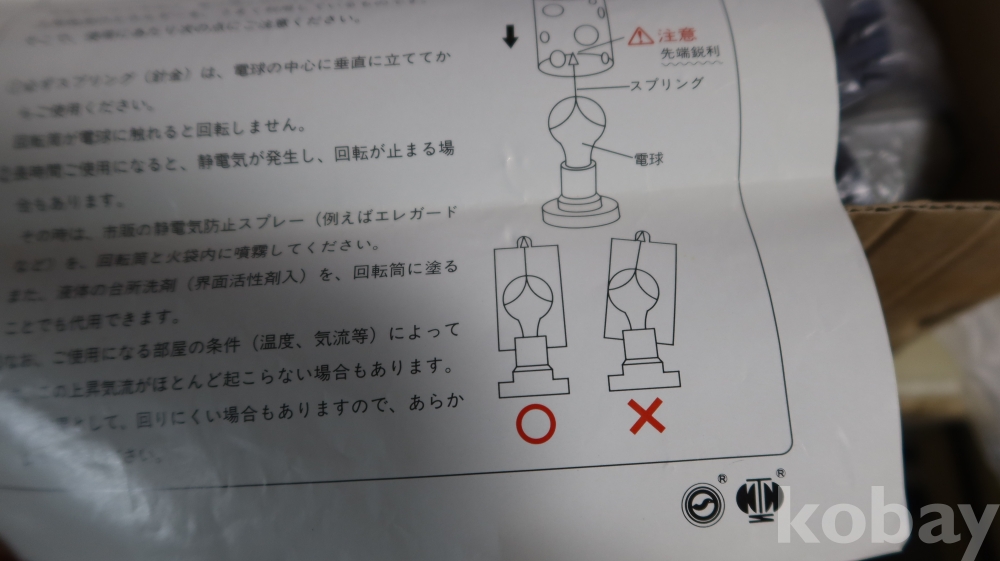 スプリング（針金）は、電球の中心に垂直に立ててか
らご使用ください。
回転筒が電球に触れると回転しません。
長時間ご使用になると、静電気が発生し、回転が止まる場
合もあります。
その時は、市販の静電気防止スプレー（例えばエレガード
など）を、回転筒と火袋内に噴霧してください。
また、液体の台所洗剤（界面活性剤入）を、回転筒に塗る
ことでも代用できます。
なお、ご使用になる部屋の条件（温度、気流等）によって
この上昇気流がほとんど起こらない場合もあります。
として、回りにくい場合もありますので、あらか
さい。
注意
先端鋭利
スプリング
電球
®
®
kobay